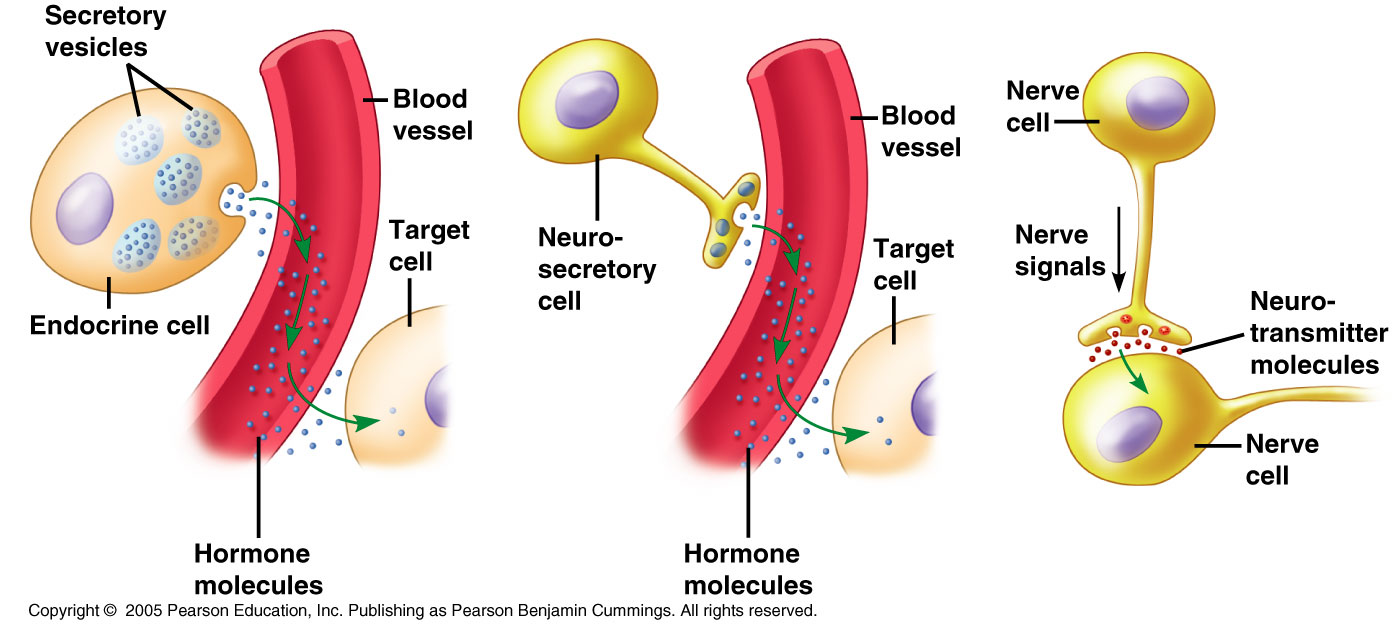 Secretory
vesicles
Blood
vessel
Target
cell
Endocrine cell
Hormone
molecules
Blood
vessel
Neuro-
secretory
cell
Target
cell
Hormone
molecules
Nerve
cell
Nerve
signals
Neuro-
transmitter
molecules
Nerve
cell
Copyright © 2005 Pearson Education, Inc. Publishing as Pearson Benjamin Cummings. All rights reserved.